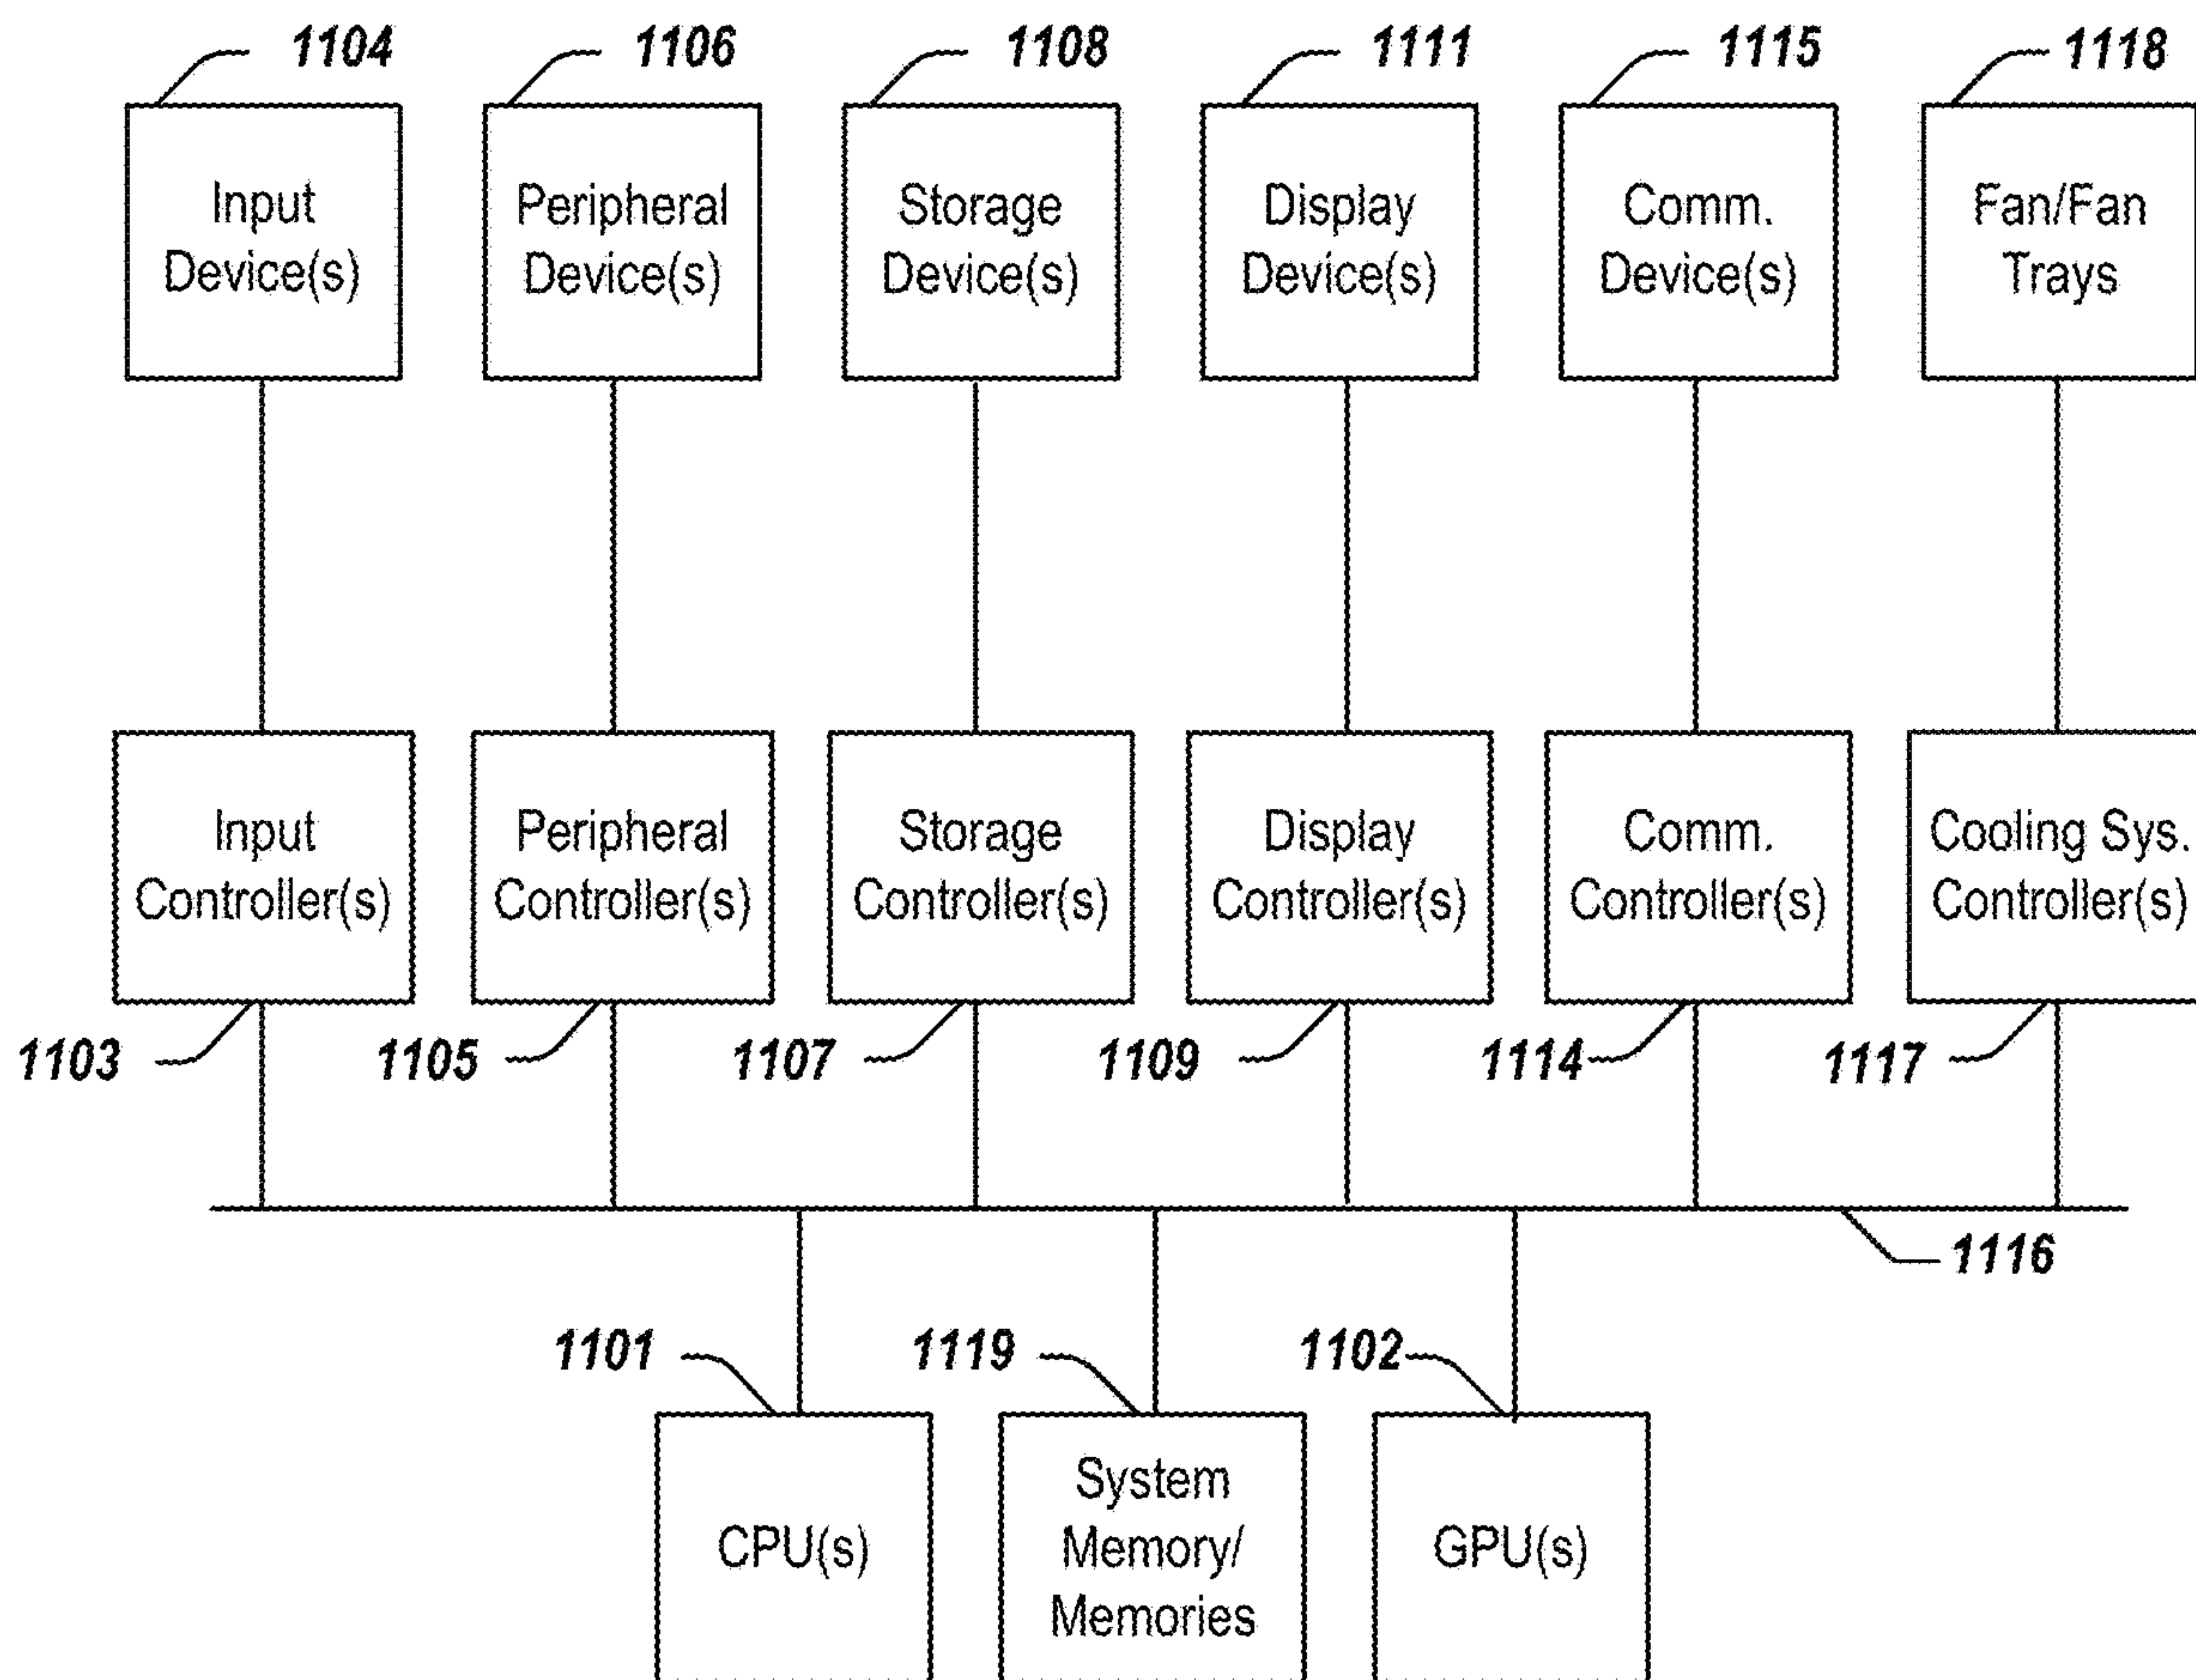 1104
1106
1108
1111
1115
1118
Input
Device(s)
Peripheral
Device(s)
Storage
Device(s)
Display
Device(s)
Comm.
Device(s)
Fan/Fan
Trays
Input
Controller(s)
Peripheral
Controller(s)
Storage
Controller(s)
Display
Controller(s)
Comm.
Controller(s)
Cooling Sys.
Controller(s)
1103
1105
1107
1109
1114
1117
1116
1101
1119
1102
CPU(s)
System
Memory/
Memories
GPU(s)